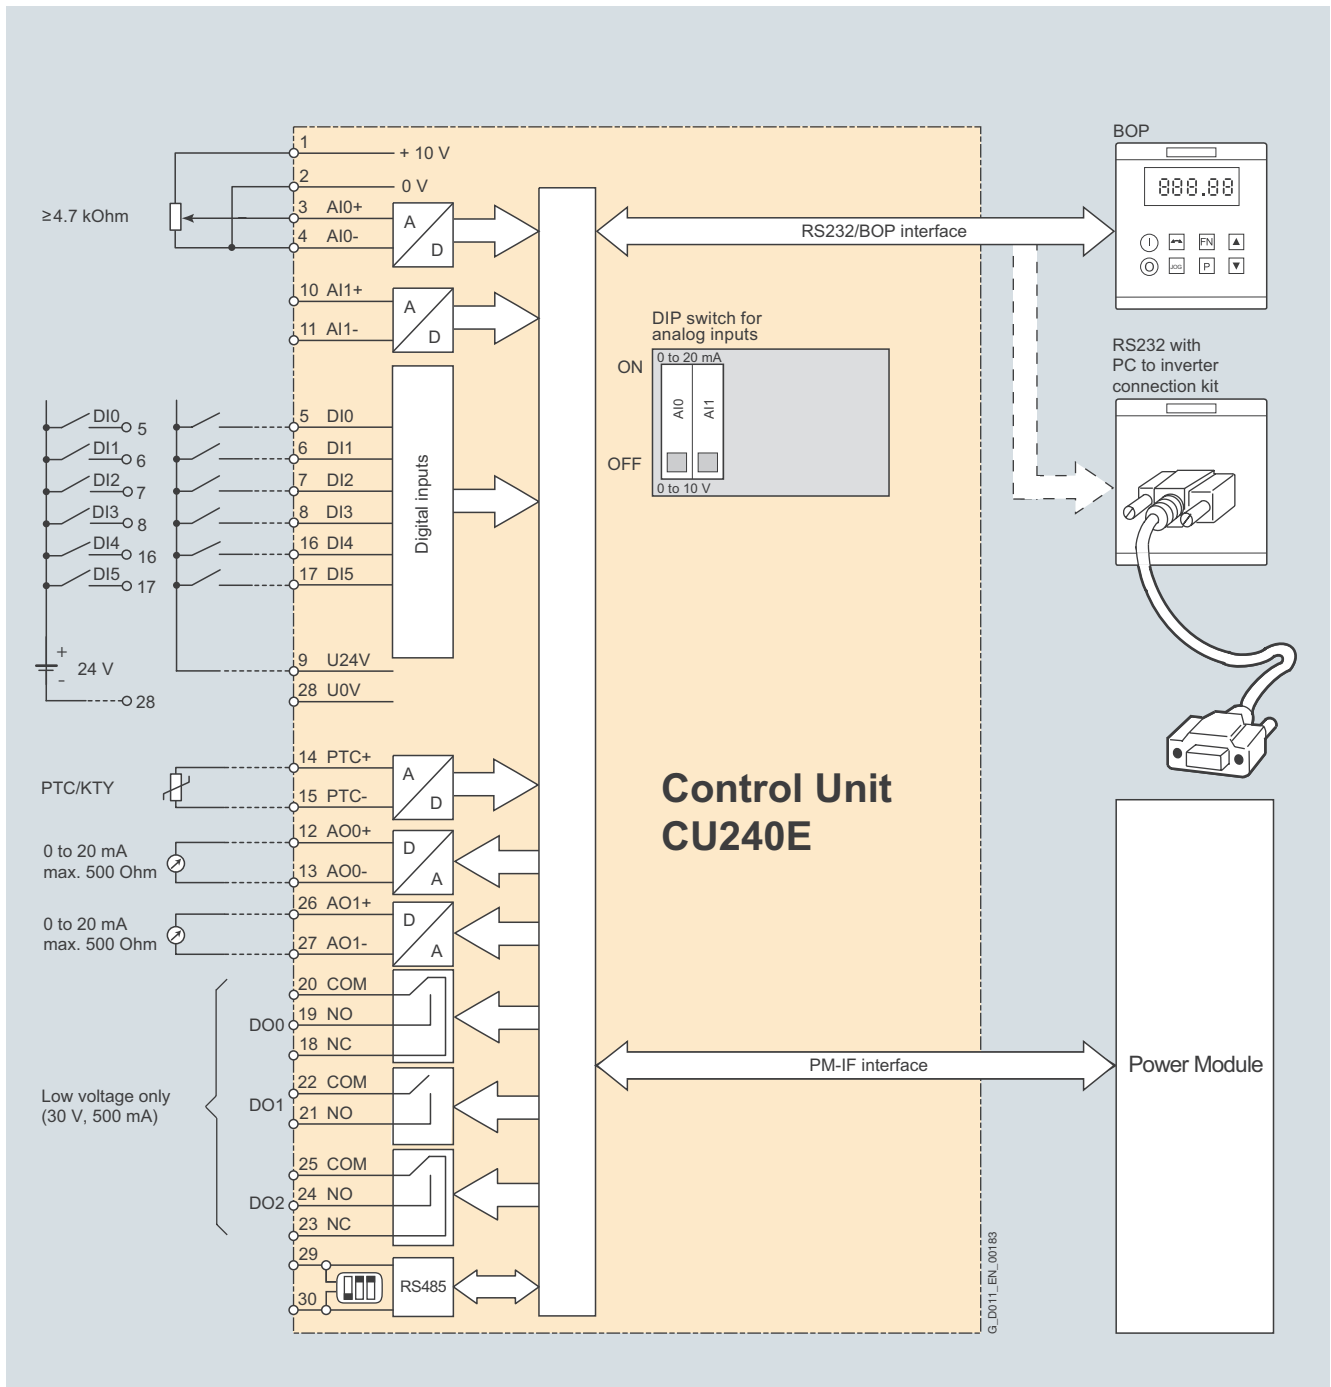 BOP
888.88
FN
JOG
P
1
+ 10 V
2
0 V
≥4.7 kOhm
3 AI0+
4 AI0-
A
D
10 AI1+
11 AI1-
A
D
RS232/BOP interface
DIP switch for
analog inputs
ON
0 to 20 mA
AI0
AI1
OFF
0 to 10 V
RS232 with
PC to inverter
connection kit
DI0
5
DI1
6
DI2
7
DI3
8
DI4
16
DI5
17
5 DI0
6 DI1
7 DI2
8 DI3
16 DI4
17 DI5
Digital inputs
+
24 V
-
28
9 U24V
28 U0V
PTC/KTY
14 PTC+
15 PTC-
A
D
Control Unit
CU240E
0 to 20 mA
max. 500 Ohm
12 AO0+
13 AO0-
D
A
0 to 20 mA
max. 500 Ohm
26 AO1+
27 AO1-
D
A
Low voltage only
(30 V, 500 mA)
DO0
20 COM
19 NO
18 NC
DO1
22 COM
21 NO
DO2
25 COM
24 NO
23 NC
29
30
RS485
PM-IF interface
Power Module
G_D011_EN_00183